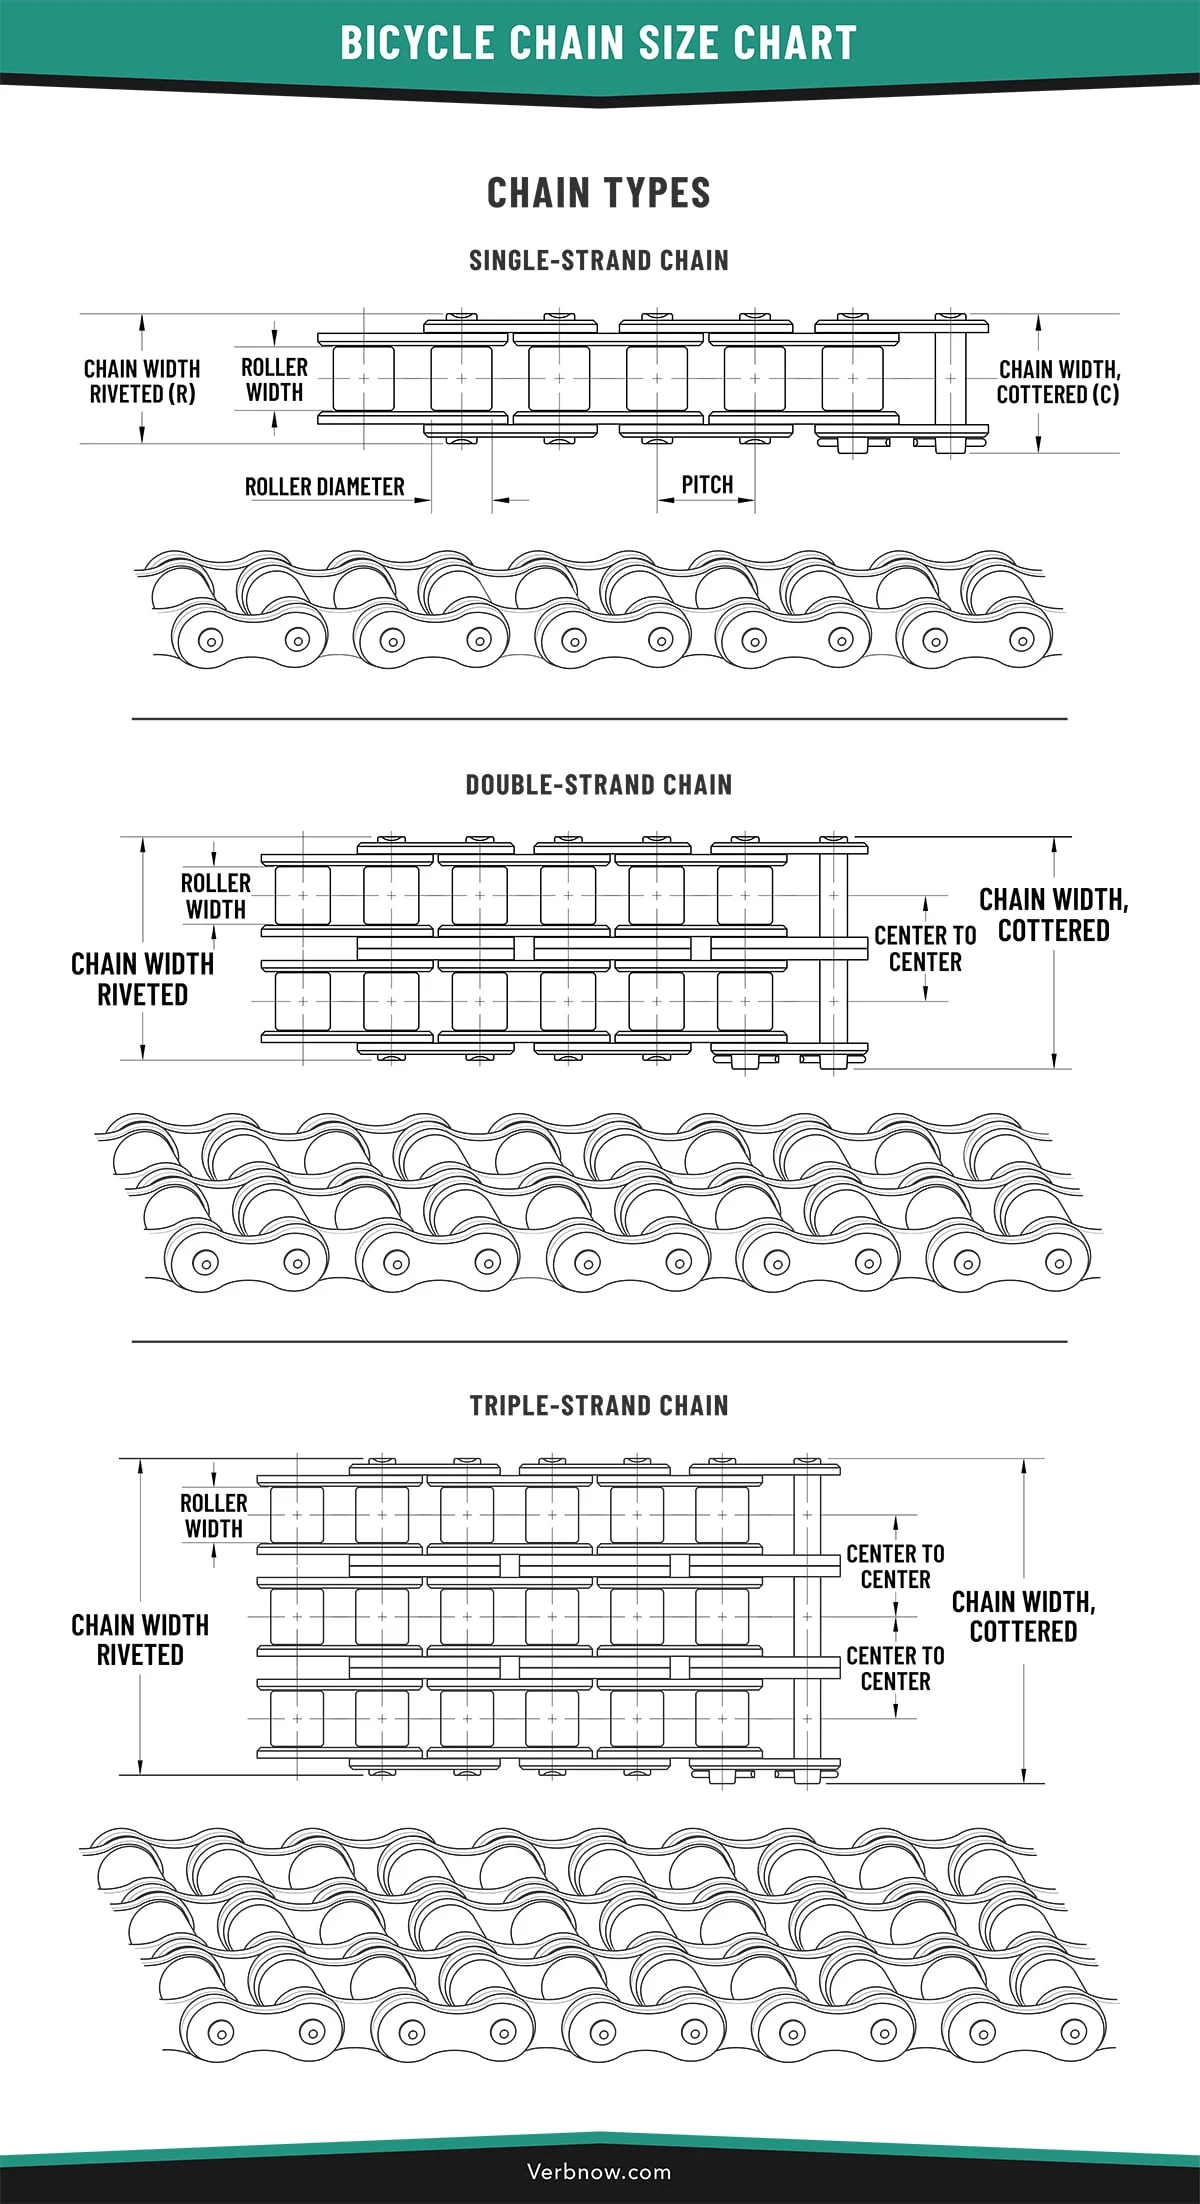 BICYCLE CHAIN SIZE CHART
CHAIN TYPES
SINGLE-STRAND CHAIN
CHAIN WIDTH
RIVETED (R)
ROLLER
WIDTH
CHAIN WIDTH,
COTTERED (C)
ROLLER DIAMETER
PITCH
DOUBLE-STRAND CHAIN
ROLLER
WIDTH
CHAIN WIDTH
RIVETED
CENTER TO
CENTER
CHAIN WIDTH,
COTTERED
TRIPLE-STRAND CHAIN
ROLLER
WIDTH
CHAIN WIDTH
RIVETED
CENTER TO
CENTER
CHAIN WIDTH,
COTTERED
CENTER TO
CENTER
Verbnow.com